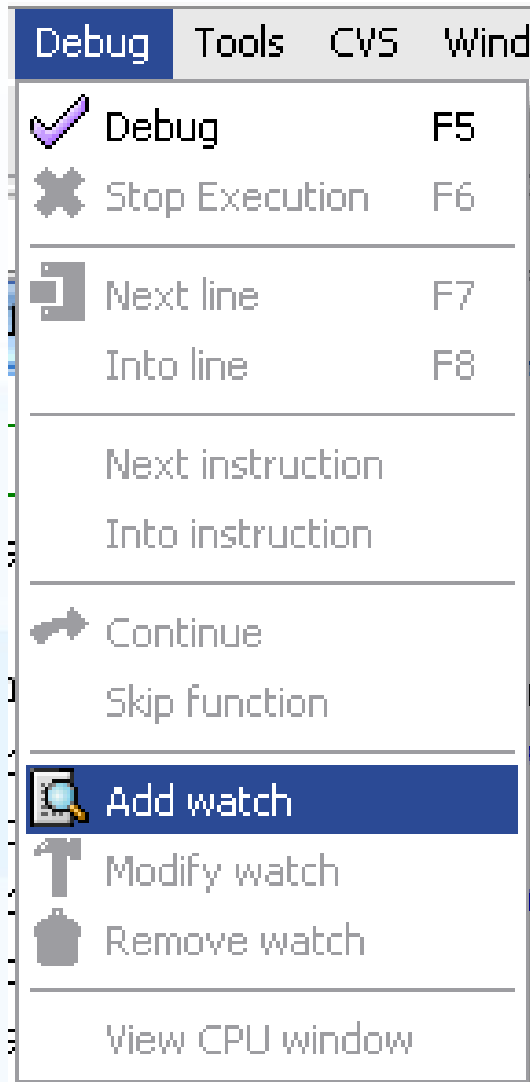 Debug Tools CVS Wind
Debug F5
Stop Execution F6
Next line F7
Into line F8
Next instruction
Into instruction
Continue
Skip function
Add watch
Modify watch
Remove watch
View CPU window